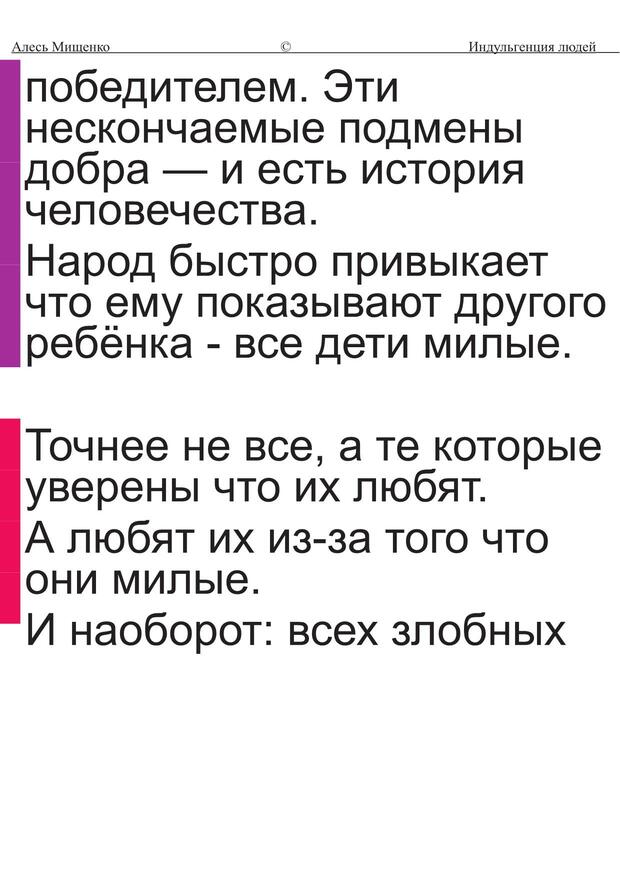 Алесь Мищенко © Индульгенция людей
победителем. Эти
нескончаемые подмены
добра — и есть история
человечества.
Народ быстро привыкает
что ему показывают другого
ребёнка - все дети милые.
Точнее не все, а те которые
уверены что их любят.
А любят их из-за того что
они милые.
И наоборот: всех злобных